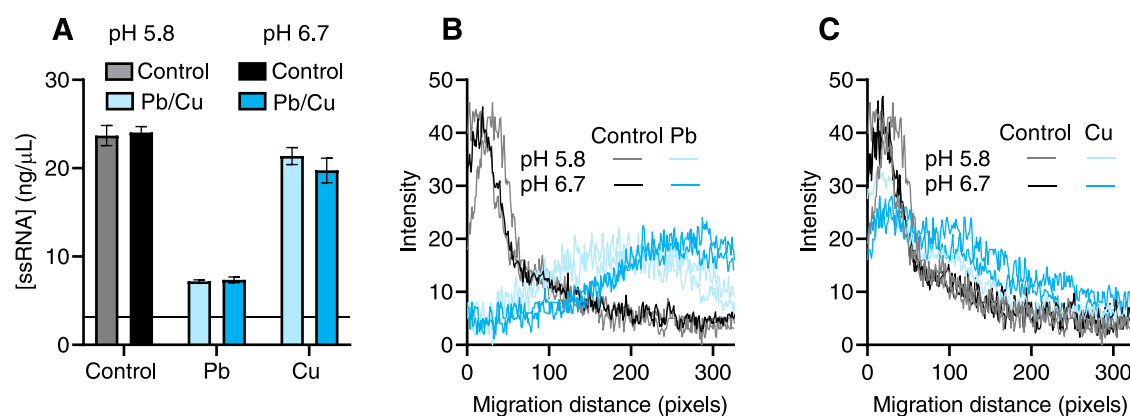 A
pH 5.8 pH 6.7
Control Control
Pb/Cu Pb/Cu
[ssRNA] (ng/μL)
30
20
10
0
Control Pb Cu
B
Control Pb
pH 5.8
pH 6.7
Intensity
50
40
30
20
10
0
0 100 200 300
Migration distance (pixels)
C
Control Cu
pH 5.8
pH 6.7
Intensity
50
40
30
20
10
0
0 100 200 300
Migration distance (pixels)